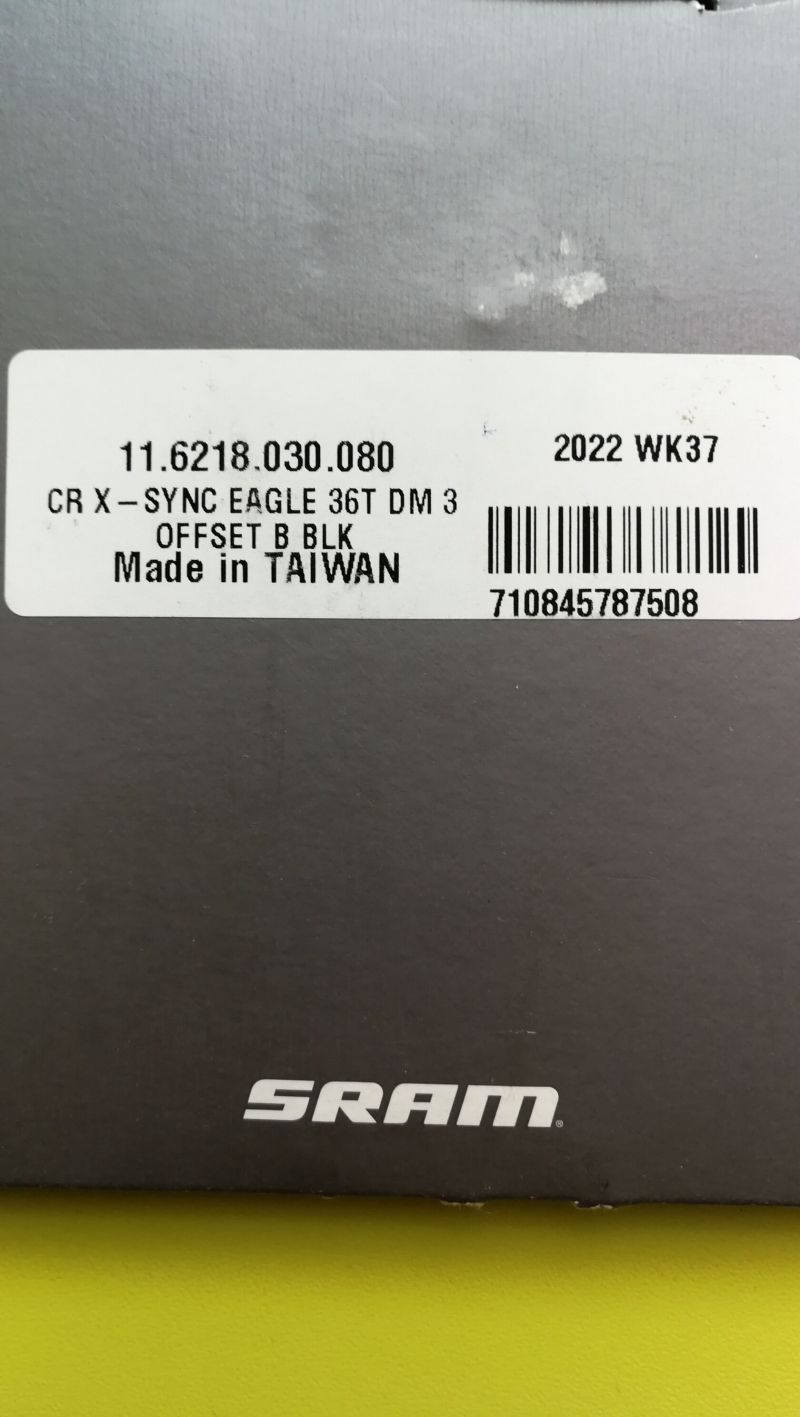 11.6218.030.080
CR X-SYNC EAGLE 36T DM 3
OFFSET B BLK
Made in TAIWAN
2022 WK37
710845787508
SRAM®